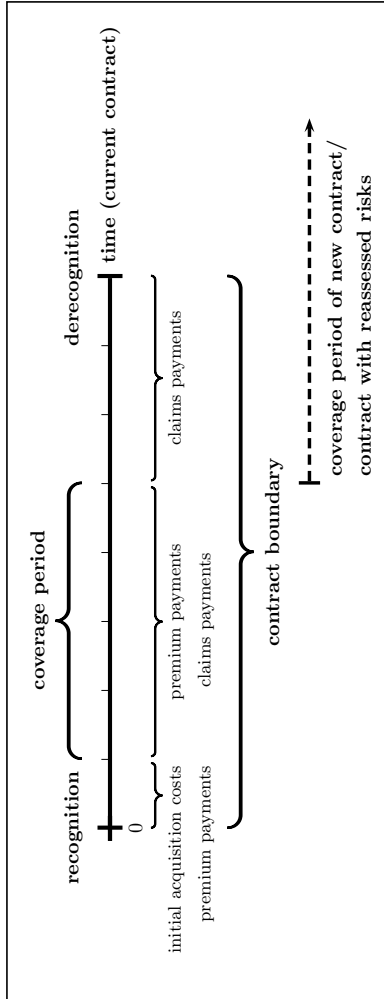 coverage period
recognition
derecognition
time (current contract)
0
initial acquisition costs
premium payments
premium payments
claims payments
claims payments
contract boundary
coverage period of new contract/
contract with reassessed risks